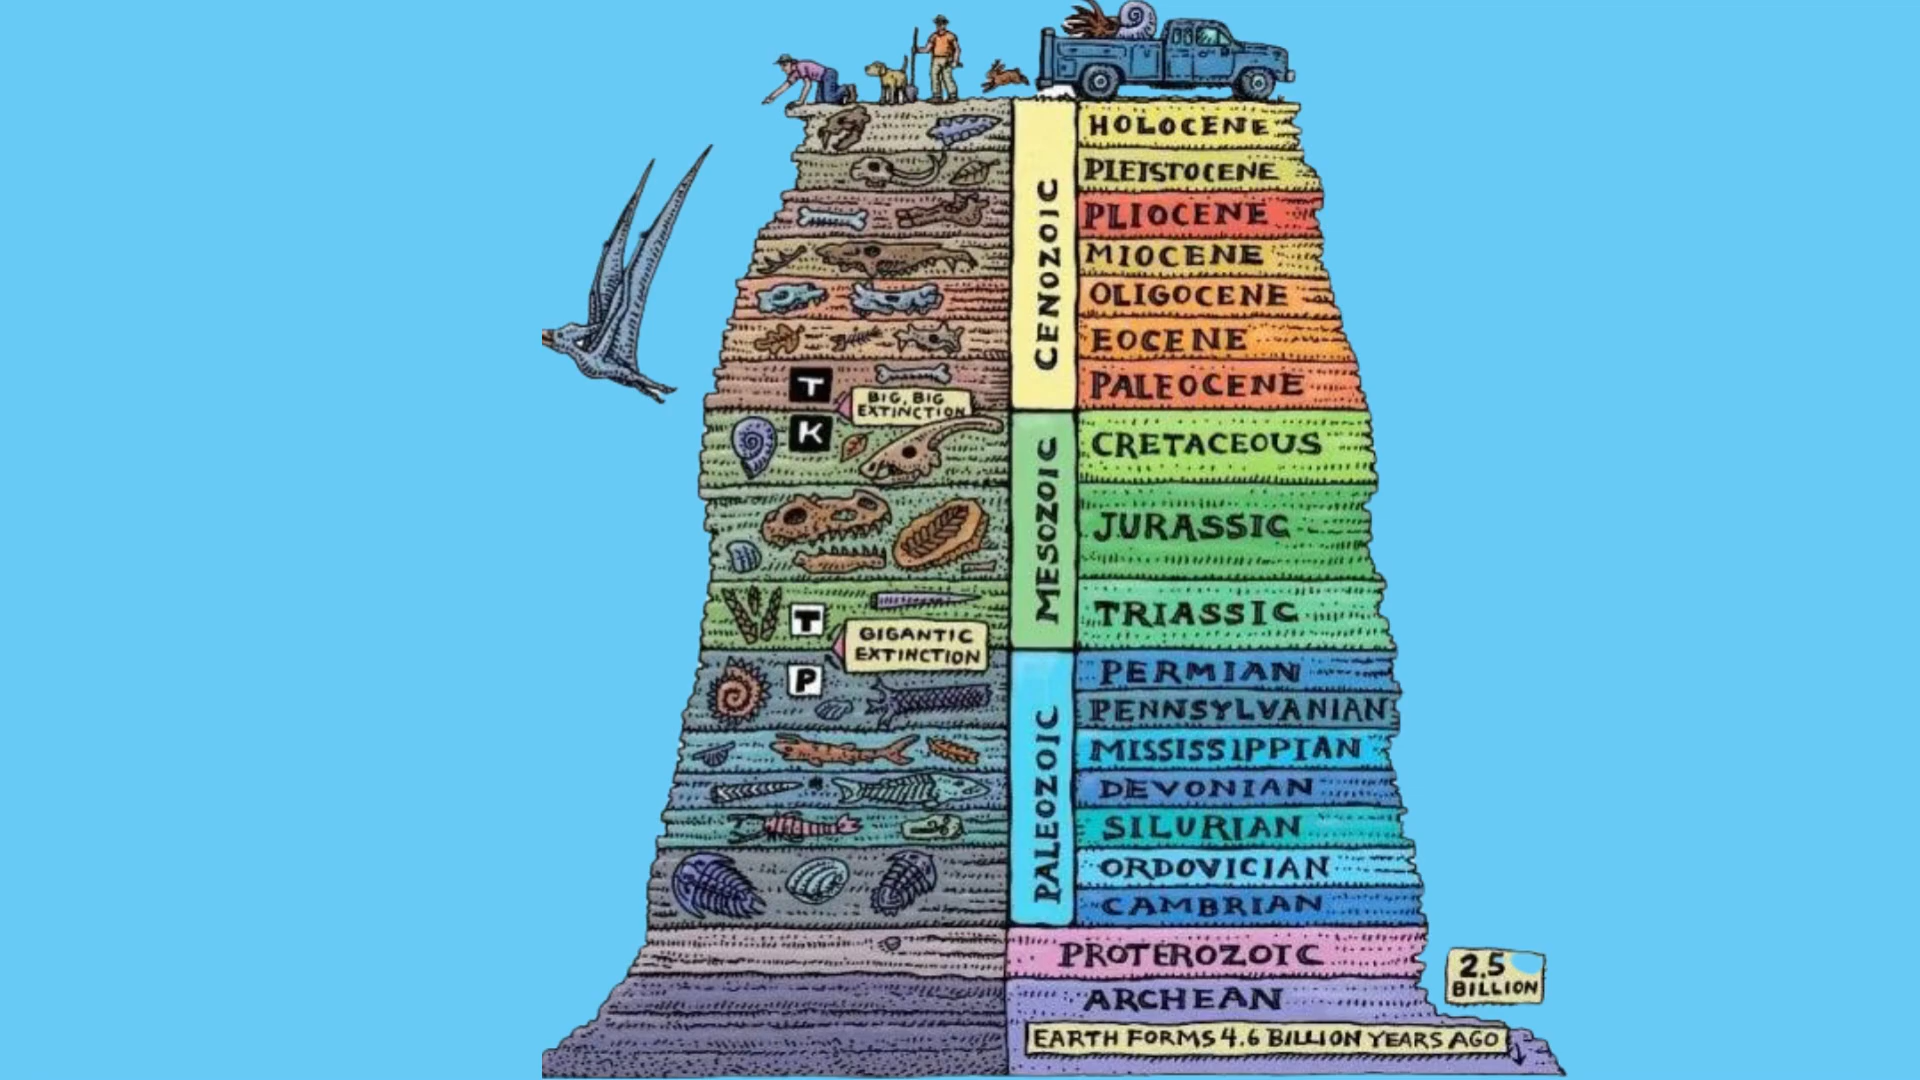 HOLOCENE
PLEISTOCENE
PLIOCENE
MIOCENE
OLIGOCENE
EOCENE
PALEOCENE
CENOZOIC
T
BIG, BIG
EXTINCTION
K
CRETACEOUS
JURASSIC
TRIASSIC
MESOZOIC
T
GIGANTIC
EXTINCTION
P
PERMIAN
PENNSYLVANIAN
MISSISSIPPIAN
DEVONIAN
SILURIAN
ORDOVICIAN
CAMBRIAN
PALEOZOIC
PROTEROZOIC
2.5
BILLION
ARCHEAN
EARTH FORMS 4.6 BILLION YEARS AGO